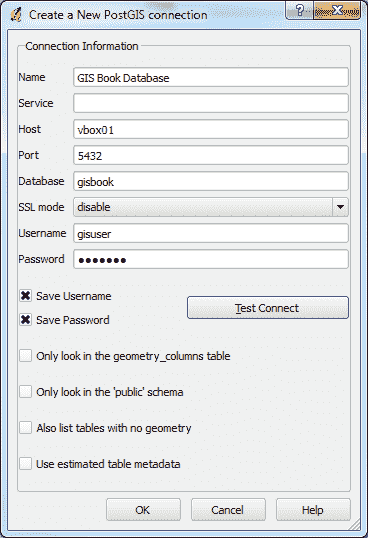 Create a New PostGIS connection
Connection Information
Name GIS Book Database
Service
Host vbox01
Port 5432
Database gisbook
SSL mode disable
Username gisuser
Password ●●●●●●●
Save Username
Save Password
Test Connect
Only look in the geometry_columns table
Only look in the 'public' schema
Also list tables with no geometry
Use estimated table metadata
OK Cancel Help